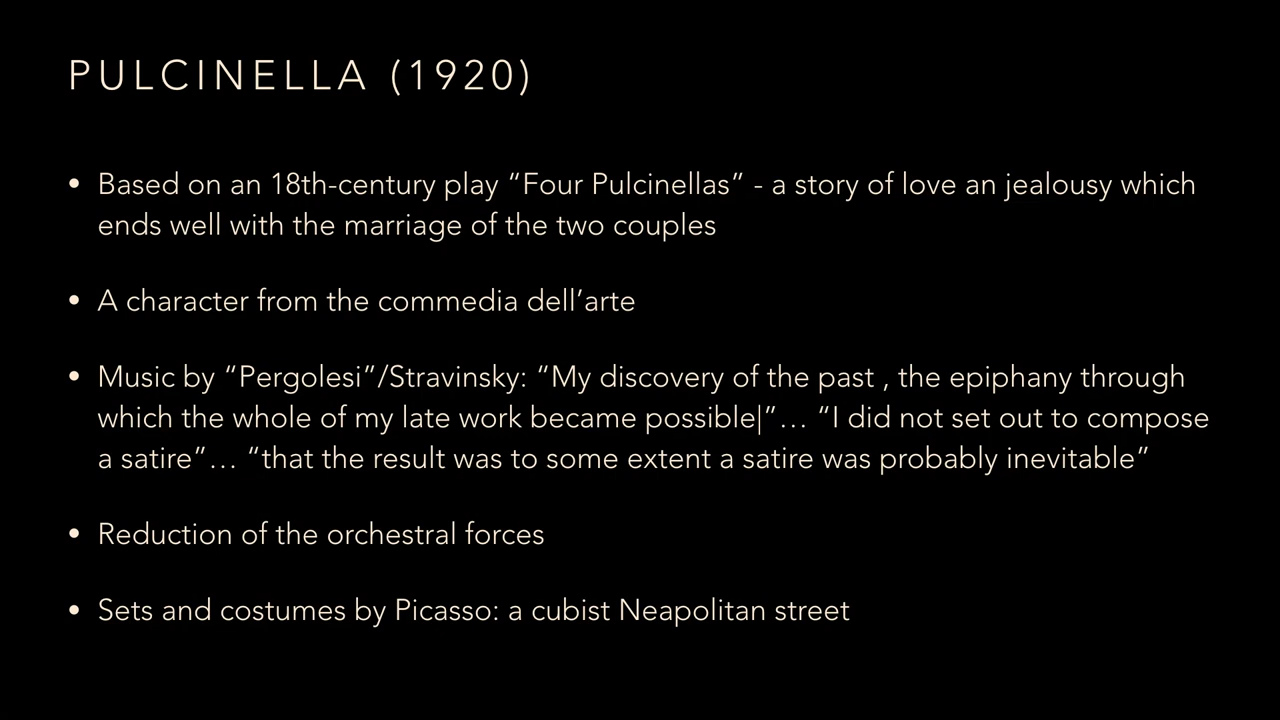 PULCINELLA (1920)
• Based on an 18th-century play “Four Pulcinellas” - a story of love an jealousy which
ends well with the marriage of the two couples
• A character from the commedia dell’arte
• Music by “Pergolesi”/Stravinsky: “My discovery of the past , the epiphany through
which the whole of my late work became possible|”… “I did not set out to compose
a satire”… “that the result was to some extent a satire was probably inevitable”
• Reduction of the orchestral forces
• Sets and costumes by Picasso: a cubist Neapolitan street